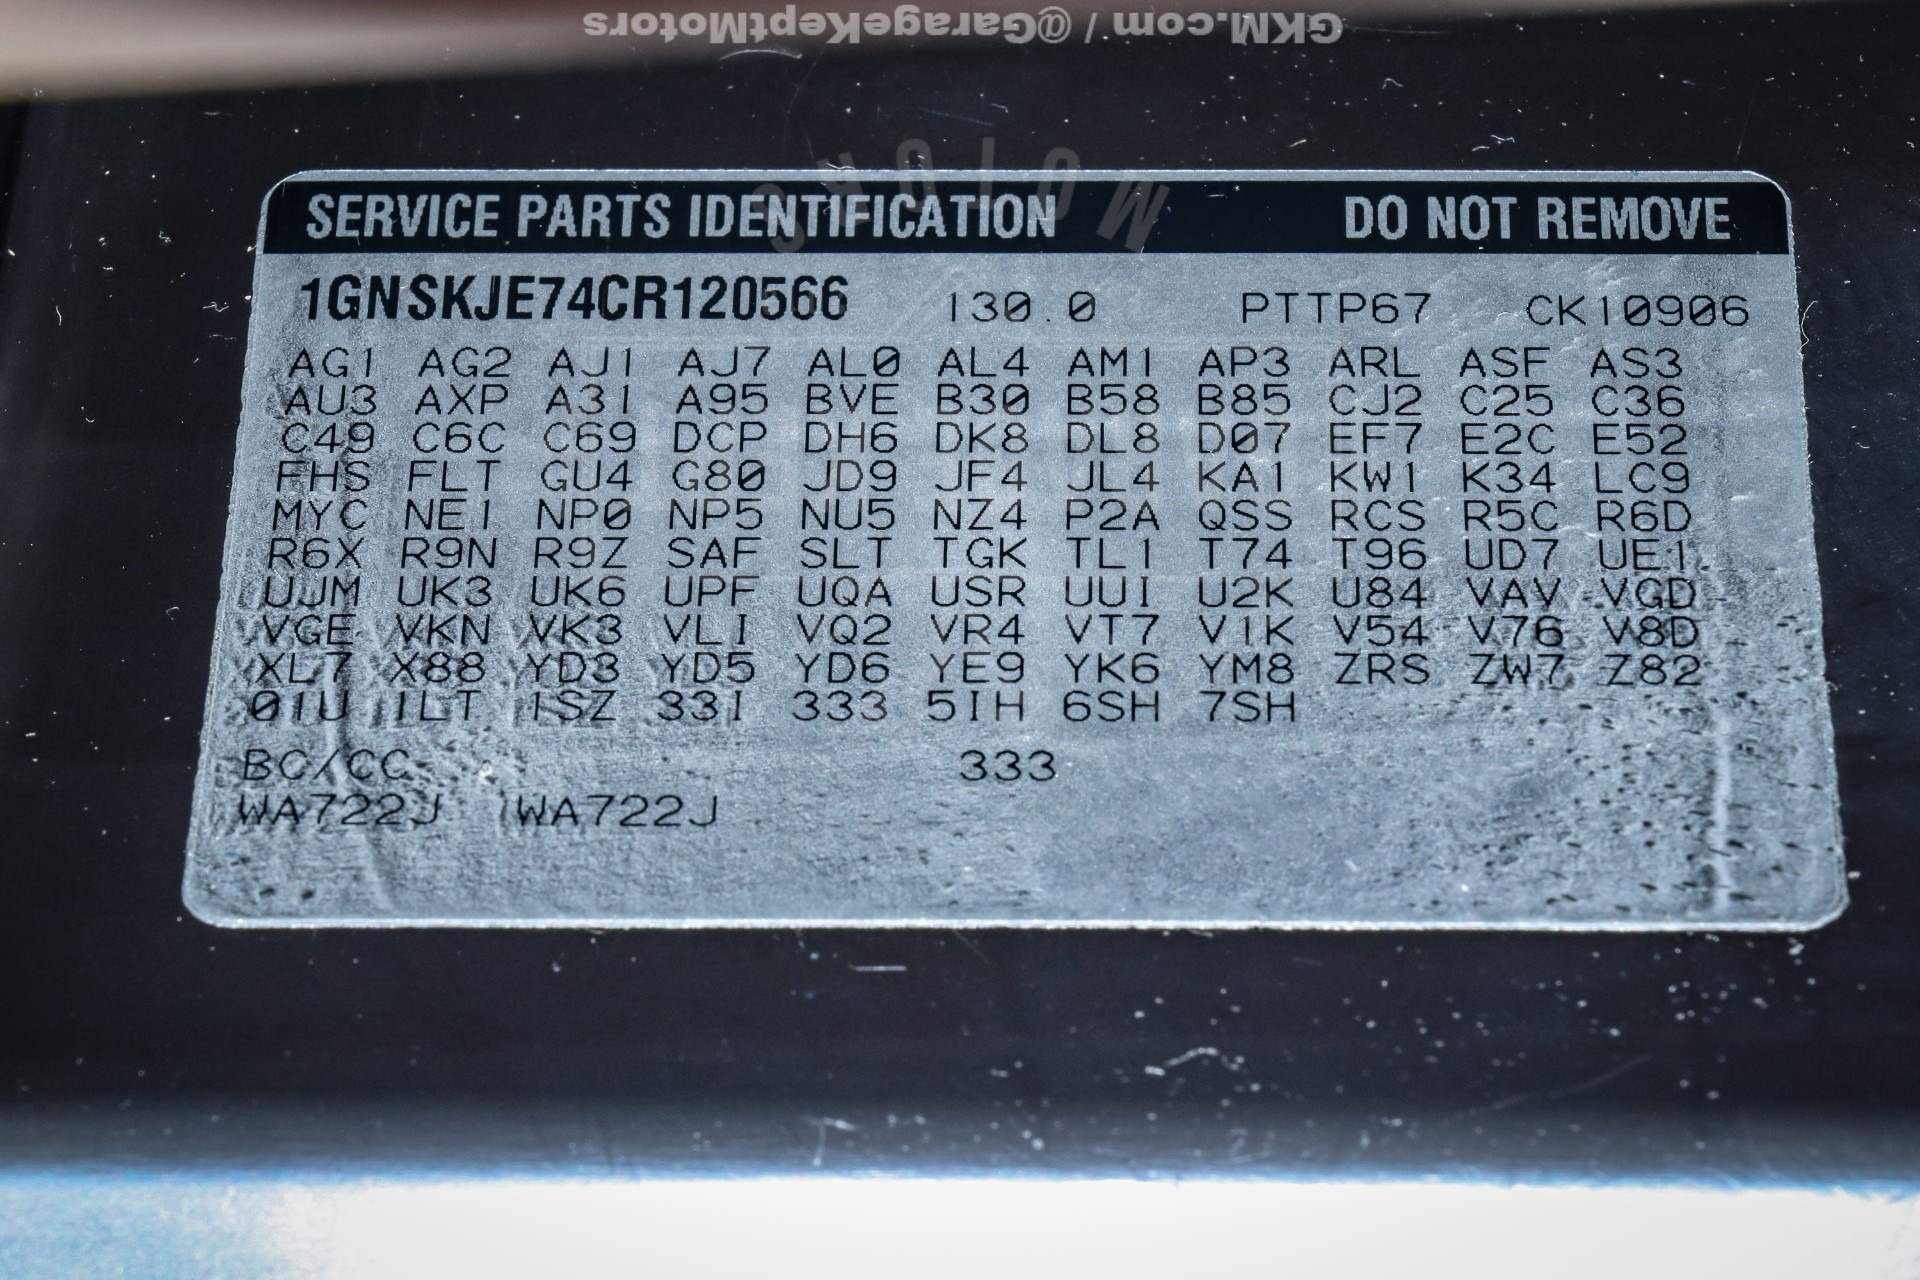 GKM.com / @GarageKeptMotors
MOTORS
SERVICE PARTS IDENTIFICATION DO NOT REMOVE
1GNSKJE74CR120566 130.0 PTTP67 CK10906
AG1 AG2 AJ1 AJ7 AL0 AL4 AM1 AP3 ARL ASF AS3
AU3 AXP A31 A95 BVE B30 B58 B85 CJ2 C25 C36
C49 C6C C69 DCP DH6 DK8 DL8 D07 EF7 E2C E52
FHS FLT GU4 G80 JD9 JF4 JL4 KA1 KW1 K34 LC9
MYC NE1 NP0 NP5 NU5 NZ4 P2A QSS RCS R5C R6D
R6X R9N R9Z SAF SLT TGK TL1 T74 T96 UD7 UE1
UJM UK3 UK6 UPF UQA USR UUI U2K U84 VAV VGD
VGE VKN VK3 VLI VQ2 VR4 VT7 V1K V54 V76 V8D
XL7 X88 YD3 YD5 YD6 YE9 YK6 YM8 ZRS ZW7 Z82
01U 1LT 1SZ 33I 333 5IH 6SH 7SH
BC/CC 333
WA722J WA722J